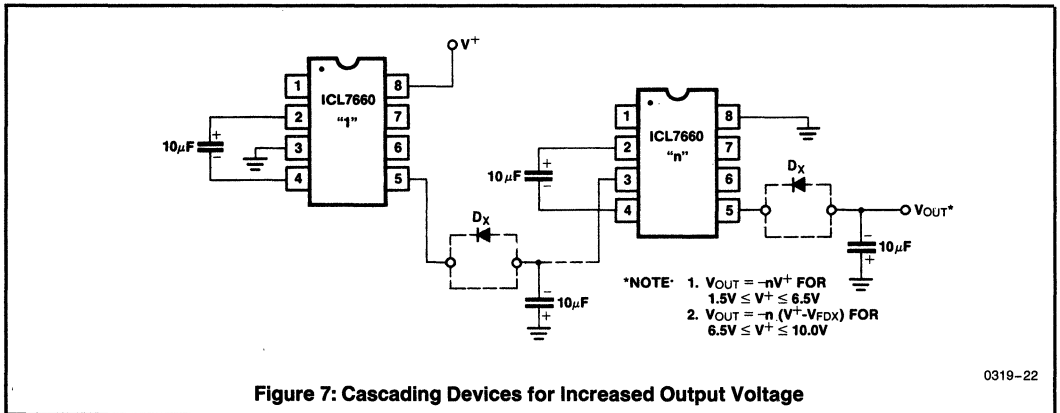 V+
1
8
ICL7660
2
"1"
7
10µF
+
−
3
6
4
5
DX
−
10µF
+
1
8
ICL7660
2
"n"
7
10µF
+
−
3
6
4
5
DX
VOUT*
−
10µF
+
*NOTE· 1. VOUT = −nV+ FOR
1.5V ≤ V+ ≤ 6.5V
2. VOUT = −n (V+-VFDX) FOR
6.5V ≤ V+ ≤ 10.0V
0319–22
Figure 7: Cascading Devices for Increased Output Voltage